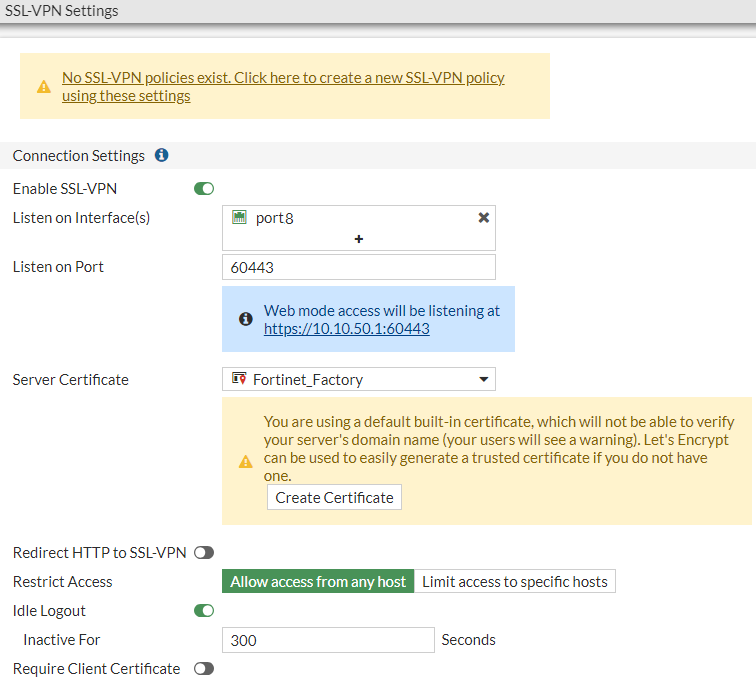 SSL-VPN Settings
No SSL-VPN policies exist. Click here to create a new SSL-VPN policy
using these settings
Connection Settings
Enable SSL-VPN
Listen on Interface(s)
port8
+
Listen on Port
60443
Web mode access will be listening at
https://10.10.50.1:60443
Server Certificate
Fortinet_Factory
You are using a default built-in certificate, which will not be able to verify
your server's domain name (your users will see a warning). Let's Encrypt
can be used to easily generate a trusted certificate if you do not have
one.
Create Certificate
Redirect HTTP to SSL-VPN
Restrict Access
Allow access from any host
Limit access to specific hosts
Idle Logout
Inactive For
300
Seconds
Require Client Certificate